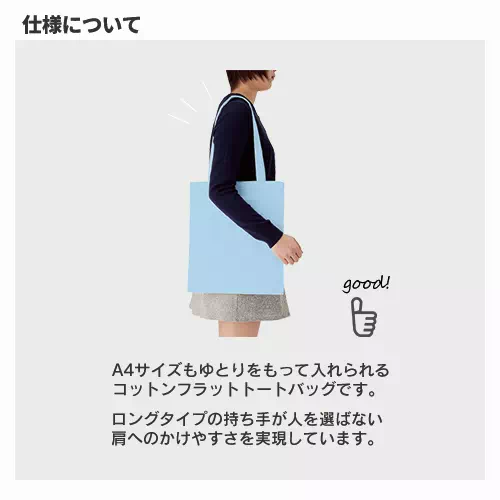 仕様について
good!
A4サイズもゆとりをもって入れられる
コットンフラットトートバッグです。
ロングタイプの持ち手が人を選ばない
肩へのかけやすさを実現しています。